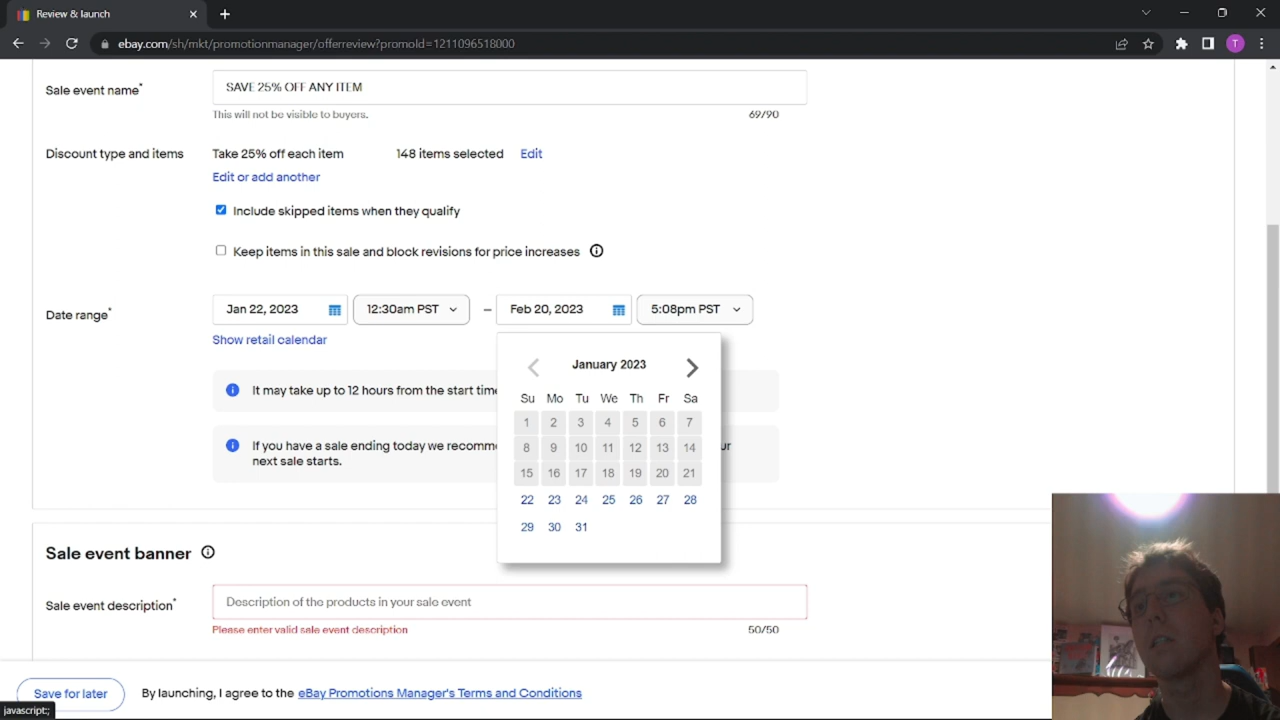 Review & launch
ebay.com/sh/mkt/promotionmanager/offerreview?promoId=1211096518000
T
Sale event name*
SAVE 25% OFF ANY ITEM
This will not be visible to buyers.
69/90
Discount type and items
Take 25% off each item
148 items selected
Edit
Edit or add another
Include skipped items when they qualify
Keep items in this sale and block revisions for price increases
Date range*
Jan 22, 2023
12:30am PST
–
Feb 20, 2023
5:08pm PST
Show retail calendar
January 2023
Su Mo Tu We Th Fr Sa
1 2 3 4 5 6 7
8 9 10 11 12 13 14
15 16 17 18 19 20 21
22 23 24 25 26 27 28
29 30 31
It may take up to 12 hours from the start time
If you have a sale ending today we
next sale starts.
Sale event banner
Sale event description*
Description of the products in your sale event
Please enter valid sale event description
50/50
Save for later
By launching, I agree to the eBay Promotions Manager's Terms and Conditions
javascript:;